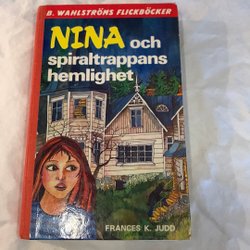 B. WAHLSTRÖMS FLICKBÖCKER
NINA och
spiraltrappans
hemlighet
FRANCES K. JUDD